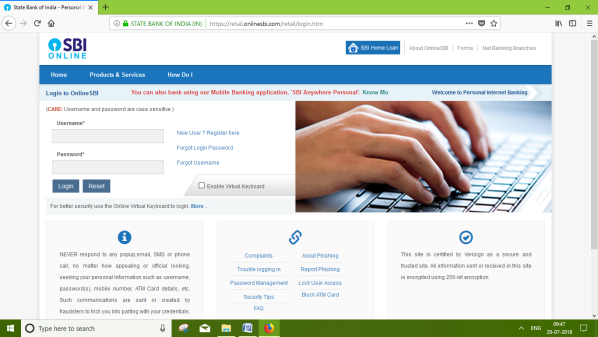 State Bank of India - Personal I
STATE BANK OF INDIA (IN)
https://retail.onlinesbi.com/retail/login.htm
SBI
ONLINE
SBI Home Loan
About OnlineSBI
Forms
Net Banking Branches
Home
Products & Services
How Do I
Login to OnlineSBI
You can also bank using our Mobile Banking application, 'SBI Anywhere Personal'. Know Mo
Welcome to Personal Internet Banking
(CARE: Username and password are case sensitive.)
Username*
New User ? Register here
Forgot Login Password
Password*
Forgot Username
Login
Reset
Enable Virtual Keyboard
For better security use the Online Virtual Keyboard to login. More ...
NEVER respond to any popup,email, SMS or phone
call, no matter how appealing or official looking,
seeking your personal information such as username,
password(s), mobile number, ATM Card details, etc.
Such communications are sent or created by
fraudsters to trick you into parting with your credentials.
Complaints
About Phishing
Trouble logging in
Report Phishing
Password Management
Lock User Access
Security Tips
Block ATM Card
FAQ
This site is certified by Verisign as a secure and
trusted site. All information sent or received in this site
is encrypted using 256-bit encryption
Type here to search
ENG
09:47
20-07-2018